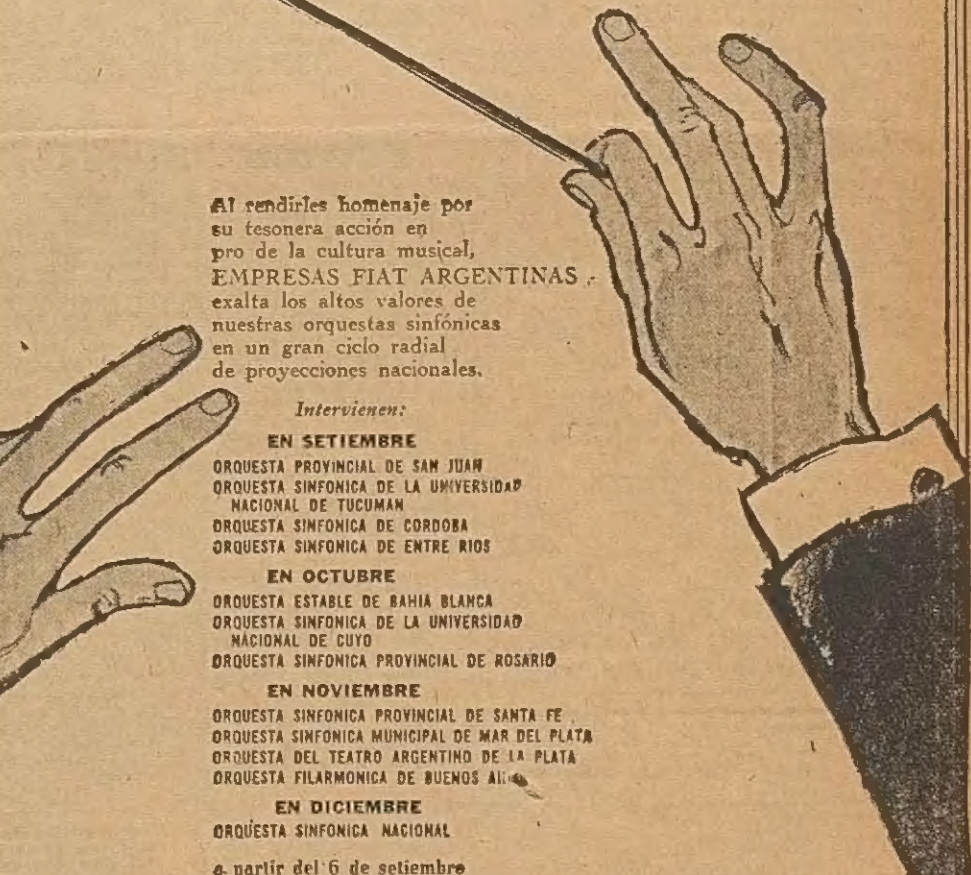 Al rendirles homenaje por
su tesonera acción en
pro de la cultura musical,
EMPRESAS FIAT ARGENTINAS
exalta los altos valores de
nuestras orquestas sinfónicas
en un gran ciclo radial
de proyecciones nacionales.
Intervienen:
EN SETIEMBRE
ORQUESTA PROVINCIAL DE SAN JUAN
ORQUESTA SINFONICA DE LA UNIVERSIDAD
NACIONAL DE TUCUMAN
ORQUESTA SINFONICA DE CORDOBA
ORQUESTA SINFONICA DE ENTRE RIOS
EN OCTUBRE
ORQUESTA ESTABLE DE BAHIA BLANCA
ORQUESTA SINFONICA DE LA UNIVERSIDAD
NACIONAL DE CUYO
ORQUESTA SINFONICA PROVINCIAL DE ROSARIO
EN NOVIEMBRE
ORQUESTA SINFONICA PROVINCIAL DE SANTA FE
ORQUESTA SINFONICA MUNICIPAL DE MAR DEL PLATA
ORQUESTA DEL TEATRO ARGENTINO DE LA PLATA
ORQUESTA FILARMONICA DE BUENOS
EN DICIEMBRE
ORQUESTA SINFONICA NACIONAL
a partir del 6 de setiembre